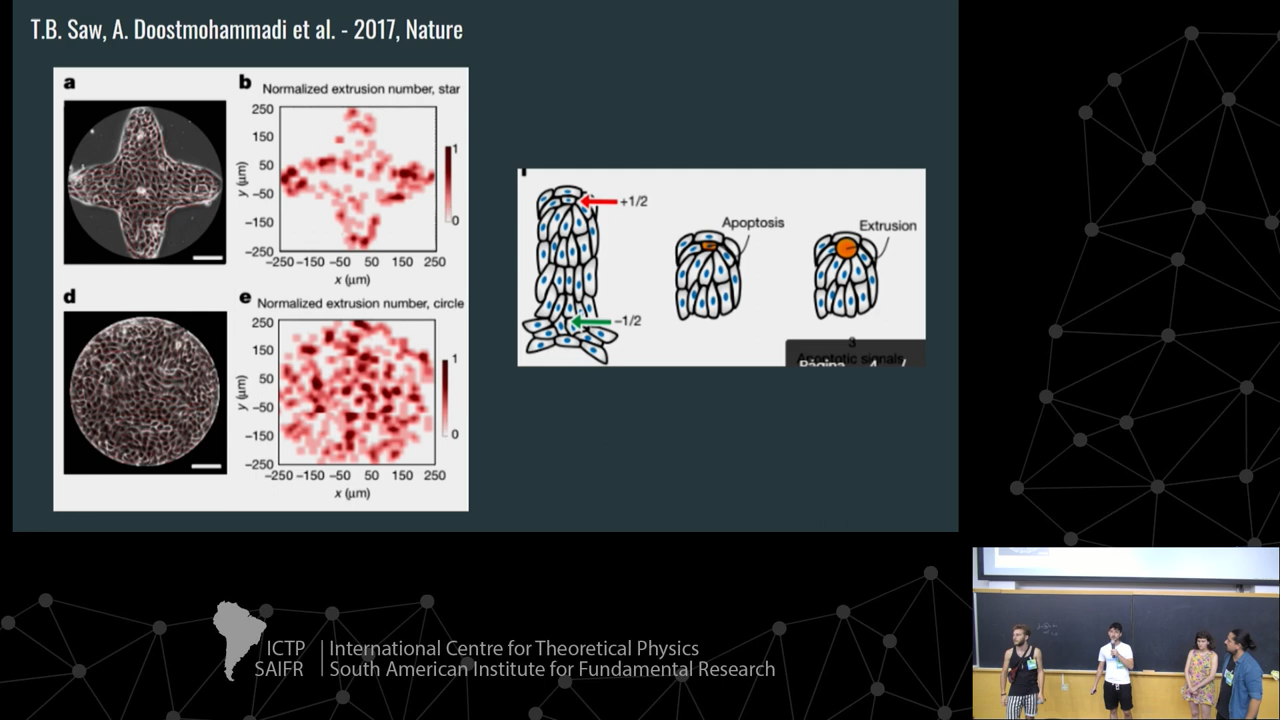 T.B. Saw, A. Doostmohammadi et al. - 2017, Nature
a
b Normalized extrusion number, star
250
150
50
−50
−150
−250
y (μm)
−250 −150 −50 50 150 250
x (μm)
1
0
d
e Normalized extrusion number, circle
250
150
50
−50
−150
−250
y (μm)
−250 −150 −50 50 150 250
x (μm)
1
0
+1/2
−1/2
Apoptosis
Extrusion
3
Apoptotic signals
Página 4 /
ICTP
SAIFR
International Centre for Theoretical Physics
South American Institute for Fundamental Research